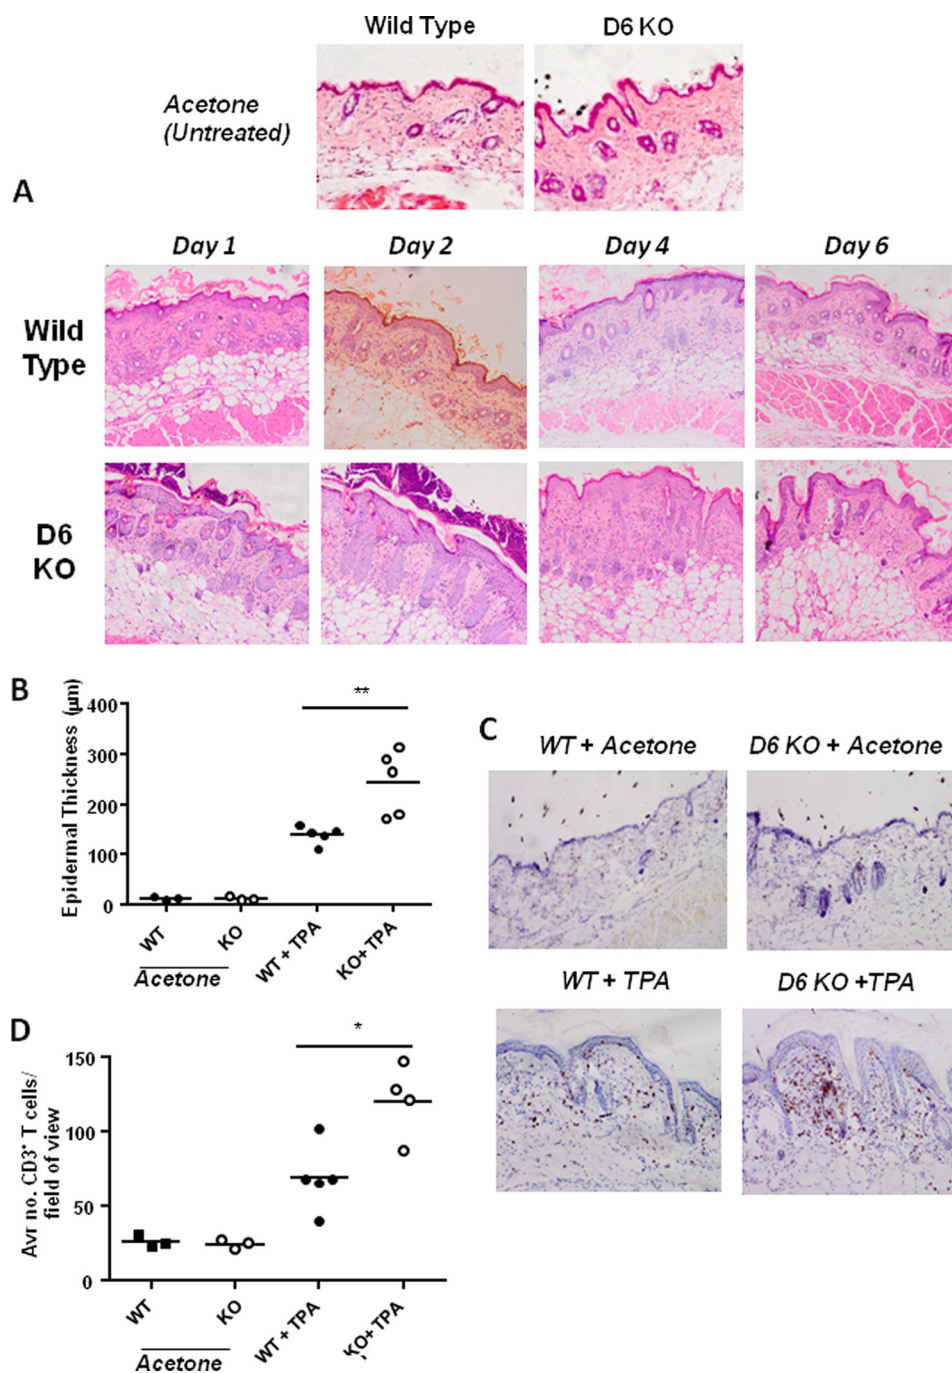 Wild Type D6 KO
Acetone
(Untreated)
A
Day 1 Day 2 Day 4 Day 6
Wild
Type
D6
KO
B
**
Epidermal Thickness (µm)
400
300
200
100
0
WT
KO
WT + TPA
KO+ TPA
Acetone
C
WT + Acetone D6 KO + Acetone
WT + TPA D6 KO +TPA
D
*
Avr no. CD3⁺ T cells/
field of view
150
100
50
0
WT
KO
WT + TPA
KO+ TPA
Acetone